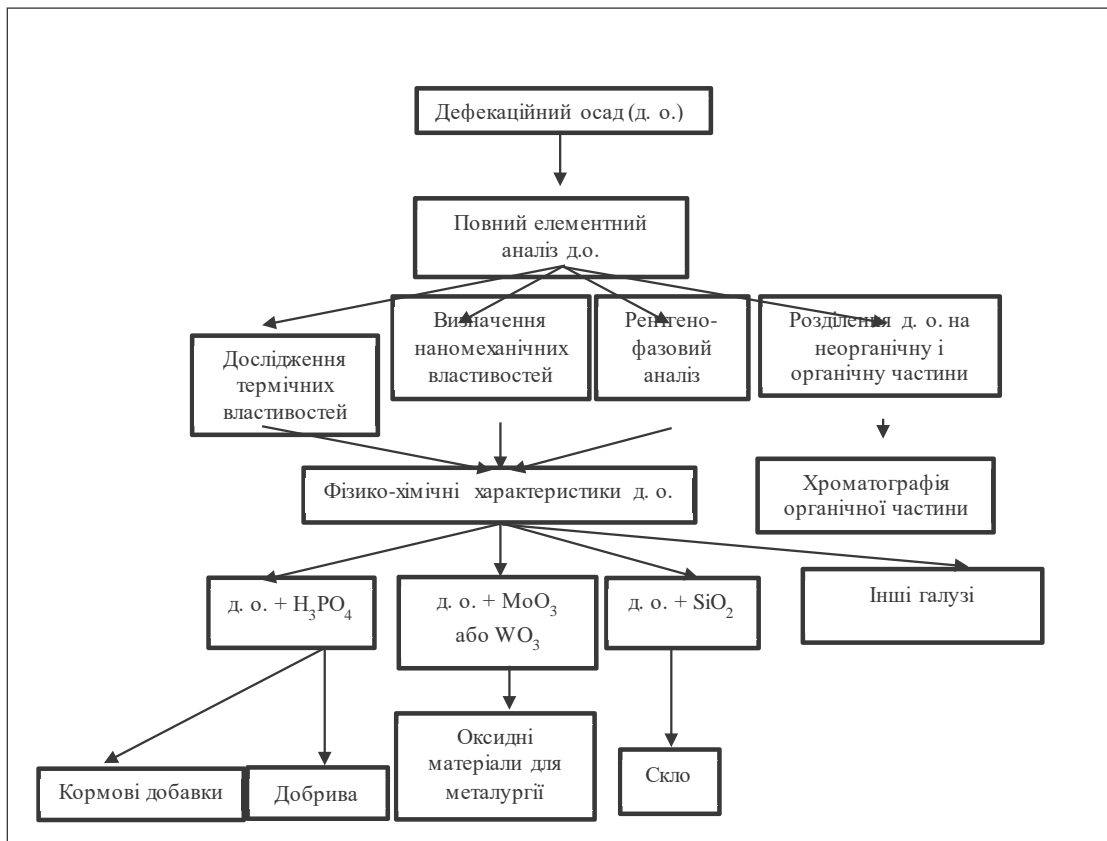 Дефекаційний осад (д. о.)
Повний елементний
аналіз д.о.
Дослідження
термічних
властивостей
Визначення
наномеханічних
властивостей
Рентгено-
фазовий
аналіз
Розділення д. о. на
неорганічну і
органічну частини
Фізико-хімічні характеристики д. о.
Хроматографія
органічної частини
д. о. + H₃PO₄
д. о. + MoO₃
або WO₃
д. о. + SiO₂
Інші галузі
Кормові добавки
Добрива
Оксидні
матеріали для
металургії
Скло